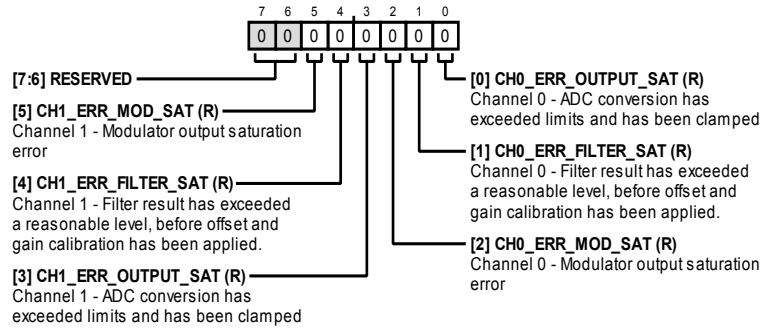 7 6 5 4 3 2 1 0
0 0 0 0 0 0 0 0
[7:6] RESERVED
[5] CH1_ERR_MOD_SAT (R)
Channel 1 - Modulator output saturation
error
[4] CH1_ERR_FILTER_SAT (R)
Channel 1 - Filter result has exceeded
a reasonable level, before offset and
gain calibration has been applied.
[3] CH1_ERR_OUTPUT_SAT (R)
Channel 1 - ADC conversion has
exceeded limits and has been clamped
[0] CH0_ERR_OUTPUT_SAT (R)
Channel 0 - ADC conversion has
exceeded limits and has been clamped
[1] CH0_ERR_FILTER_SAT (R)
Channel 0 - Filter result has exceeded
a reasonable level, before offset and
gain calibration has been applied.
[2] CH0_ERR_MOD_SAT (R)
Channel 0 - Modulator output saturation
error